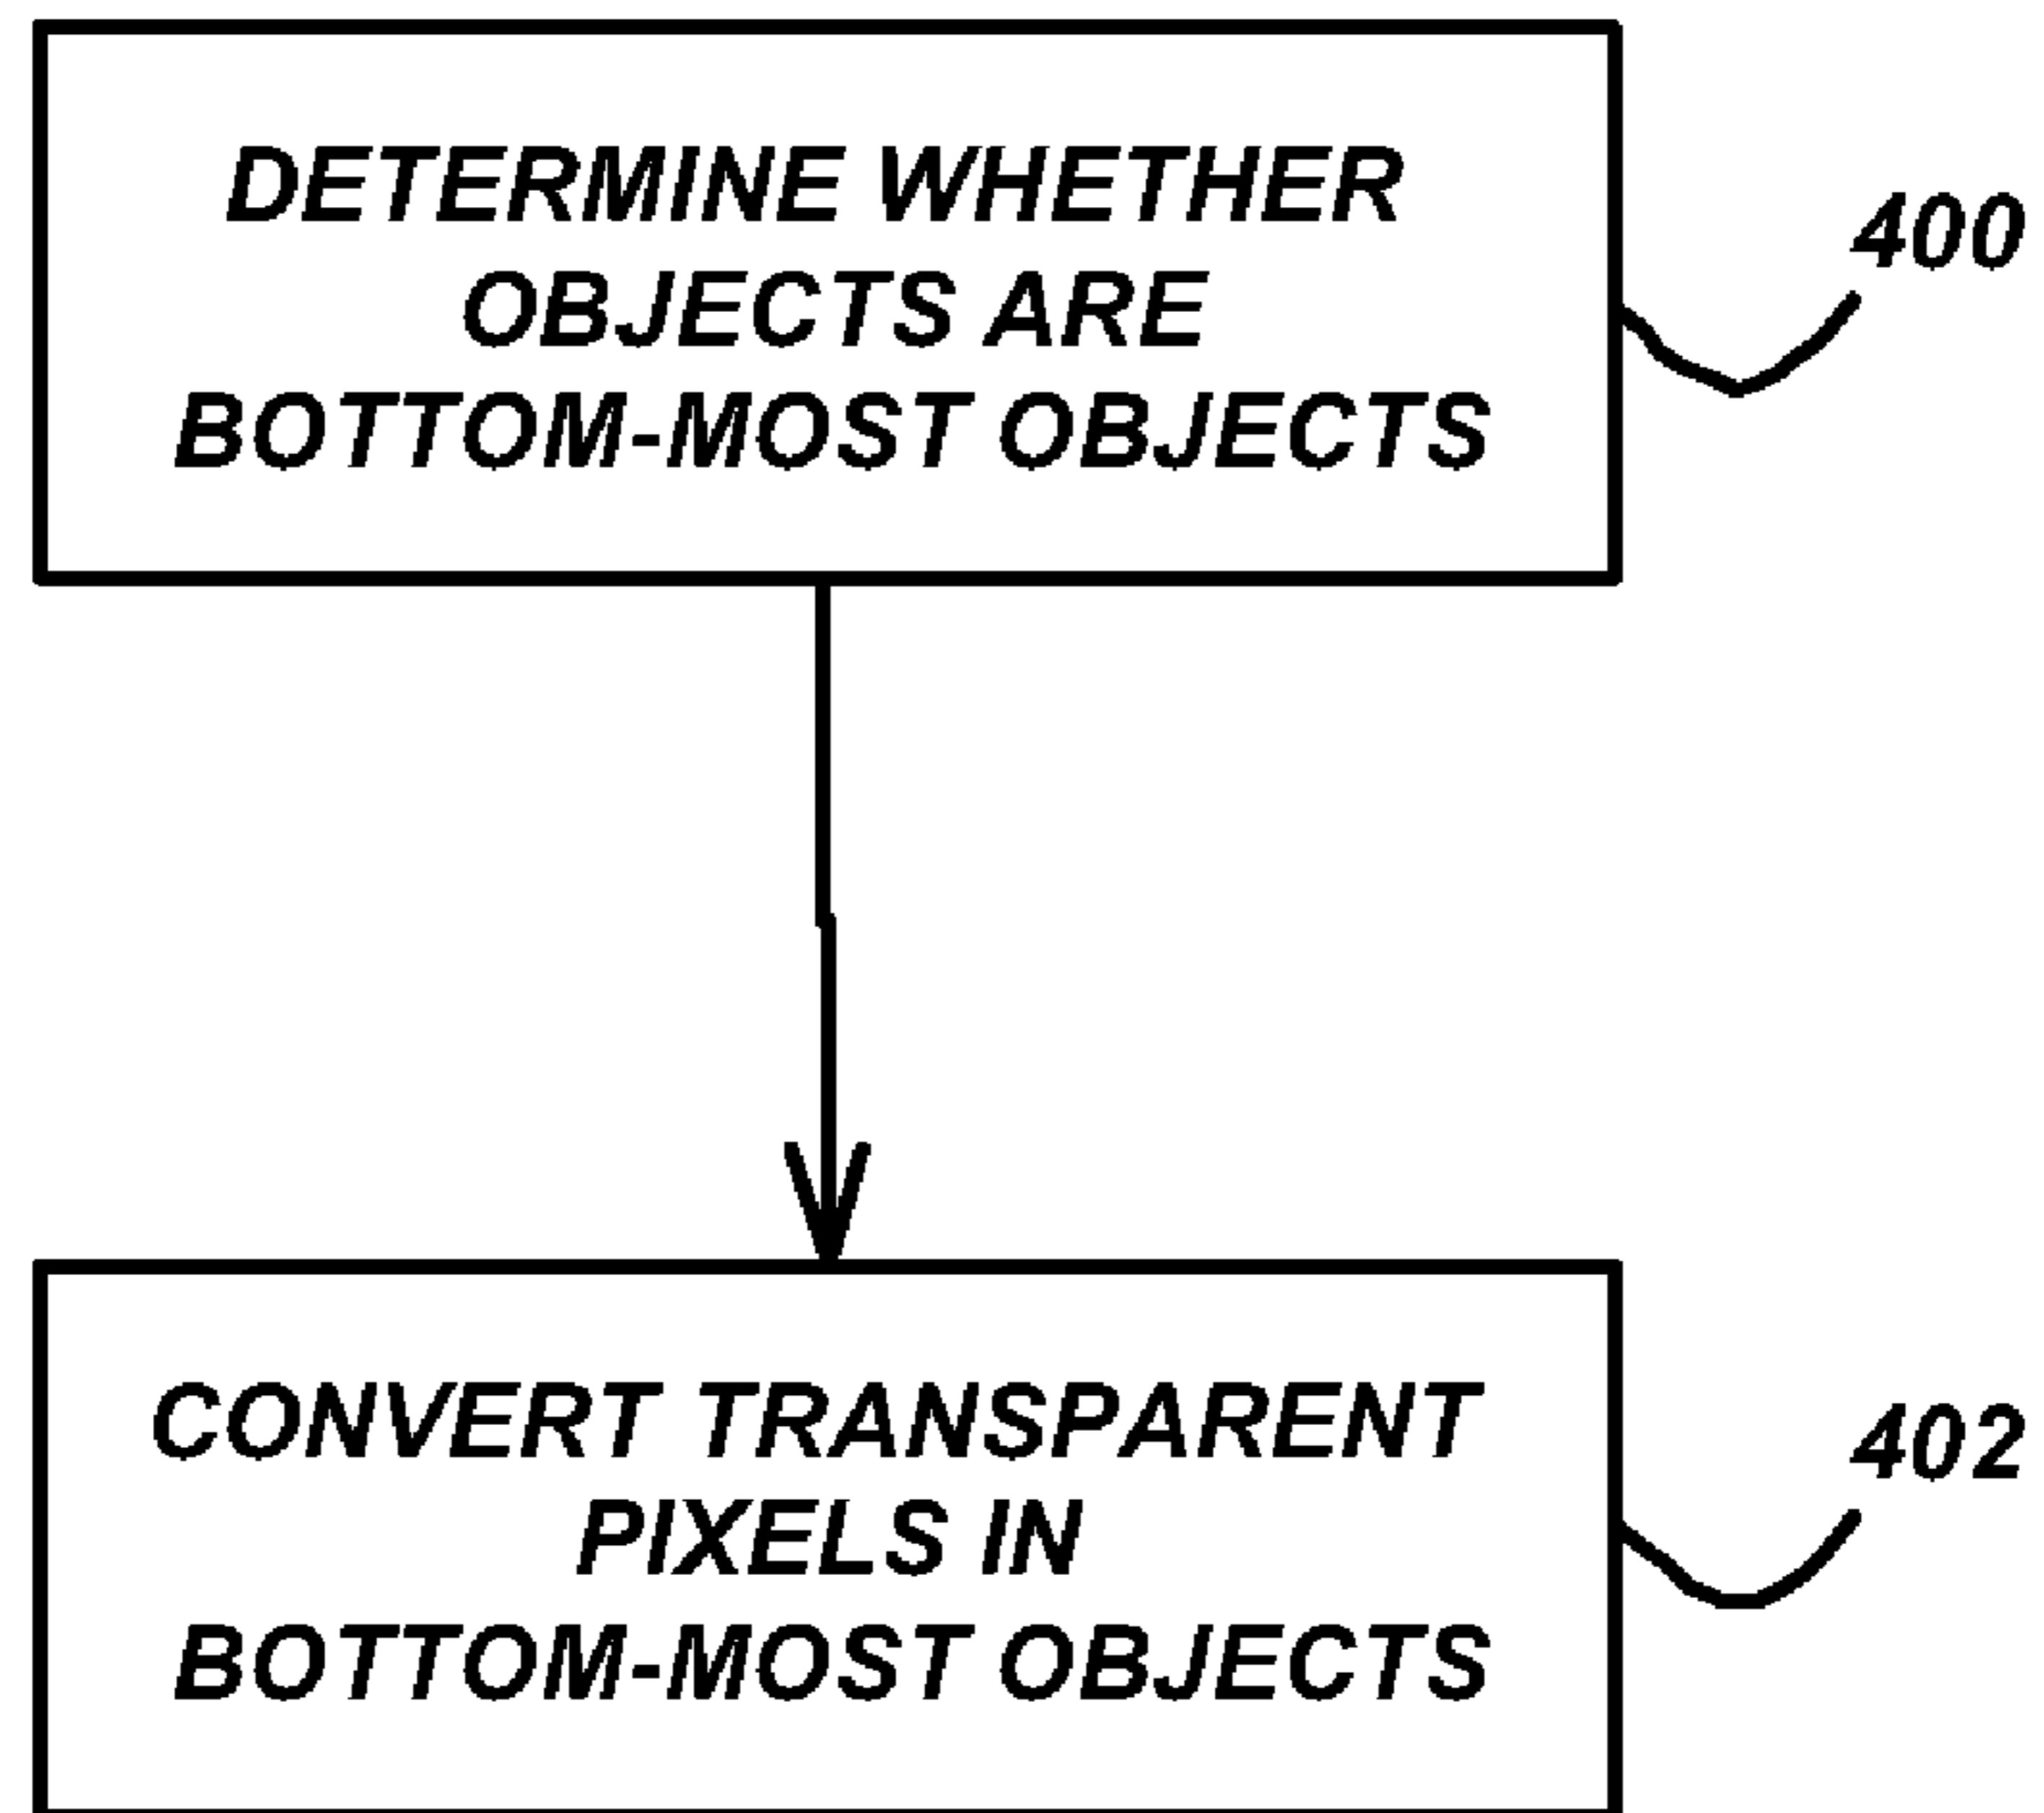 DETERMINE WHETHER
OBJECTS ARE
BOTTOM-MOST OBJECTS
400
CONVERT TRANSPARENT
PIXELS IN
BOTTOM-MOST OBJECTS
402